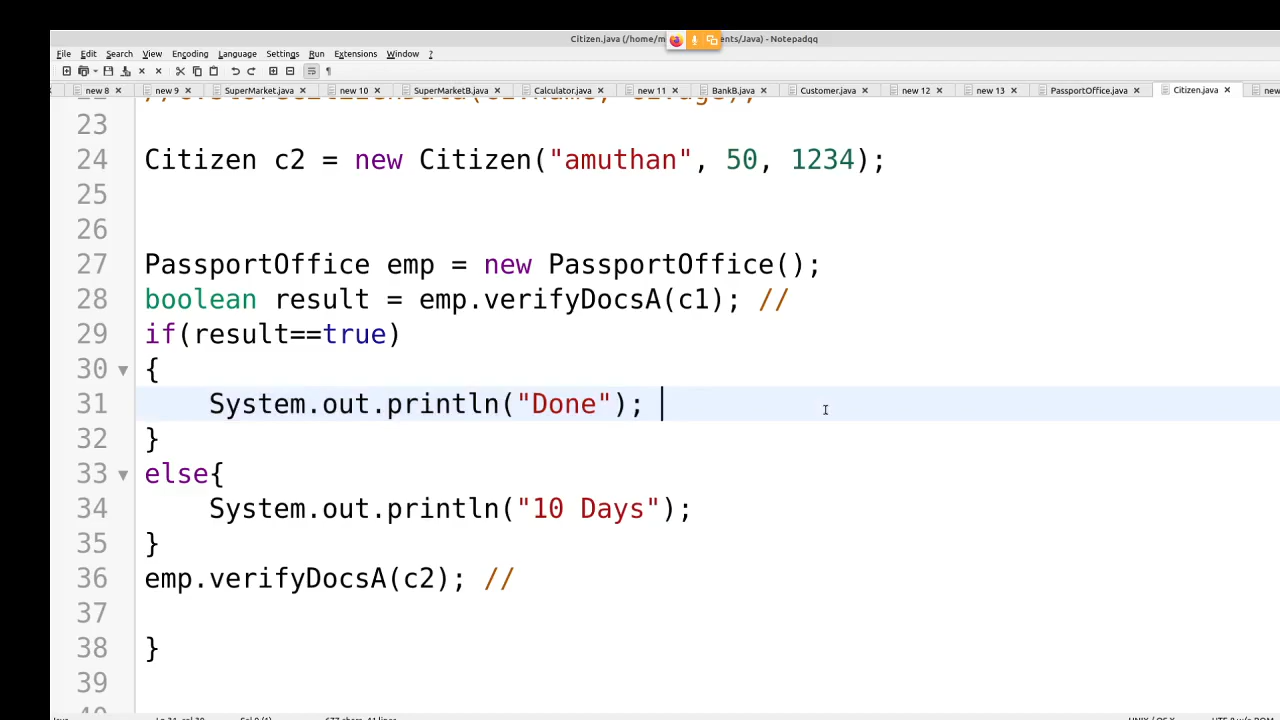 Citizen.java (/home/m ents/Java) - Notepadqq
File Edit Search View Encoding Language Settings Run Extensions Window ?
new 8 new 9 SuperMarket.java new 10 SuperMarketB.java Calculator.java new 11 BankB.java Customer.java new 12 new 13 PassportOffice.java Citizen.java new
23
24 Citizen c2 = new Citizen("amuthan", 50, 1234);
25
26
27 PassportOffice emp = new PassportOffice();
28 boolean result = emp.verifyDocsA(c1); //
29 if(result==true)
30 {
31 System.out.println("Done");
32 }
33 else{
34 System.out.println("10 Days");
35 }
36 emp.verifyDocsA(c2); //
37
38 }
39